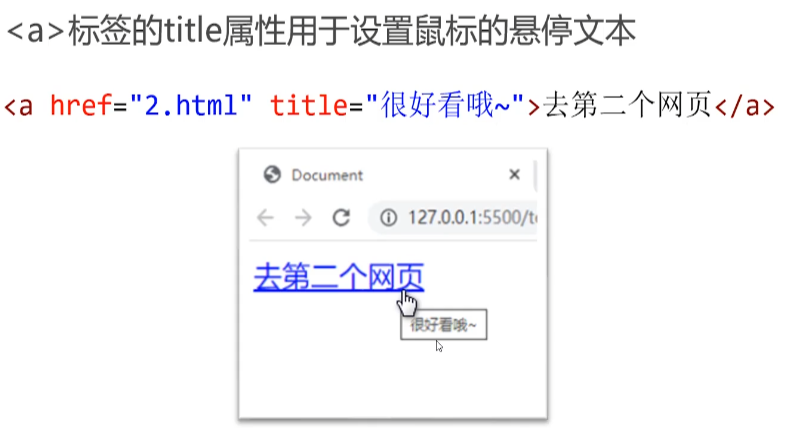 <a>标签的title属性用于设置鼠标的悬停文本
<a href="2.html" title="很好看哦~">去第二个网页</a>
Document
127.0.0.1:5500/t
去第二个网页
很好看哦~